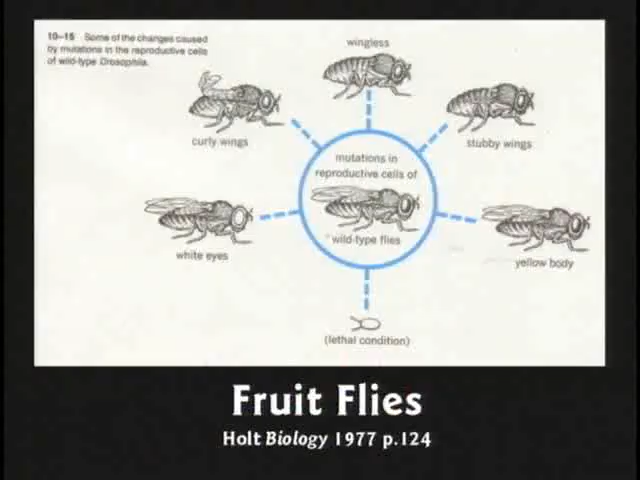 10–15 Some of the changes caused
by mutations in the reproductive cells
of wild-type Drosophila.
wingless
curly wings
stubby wings
mutations in
reproductive cells of
wild-type flies
white eyes
yellow body
(lethal condition)
Fruit Flies
Holt Biology 1977 p.124